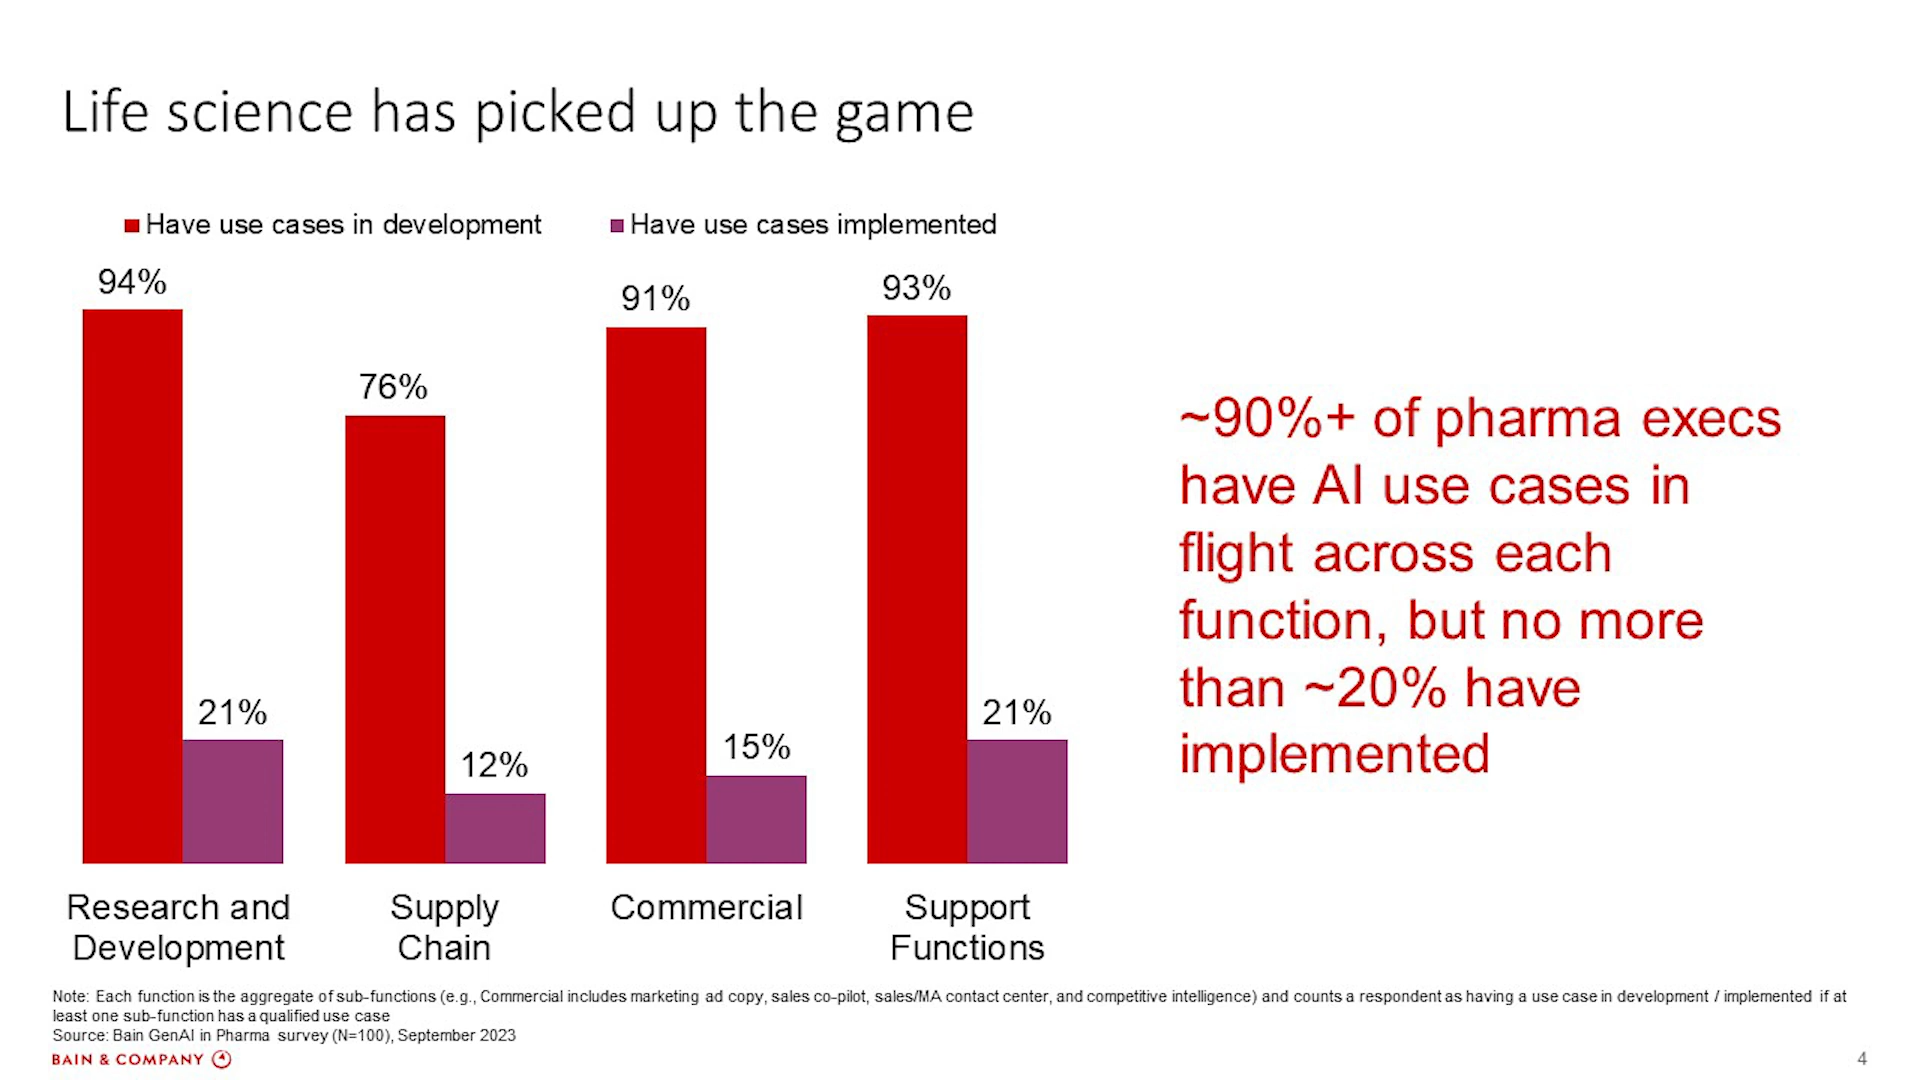 Life science has picked up the game
Have use cases in development
Have use cases implemented
94%
21%
76%
12%
91%
15%
93%
21%
Research and
Development
Supply
Chain
Commercial
Support
Functions
~90%+ of pharma execs
have AI use cases in
flight across each
function, but no more
than ~20% have
implemented
Note: Each function is the aggregate of sub-functions (e.g., Commercial includes marketing ad copy, sales co-pilot, sales/MA contact center, and competitive intelligence) and counts a respondent as having a use case in development / implemented if at
least one sub-function has a qualified use case
Source: Bain GenAI in Pharma survey (N=100), September 2023
BAIN & COMPANY
4